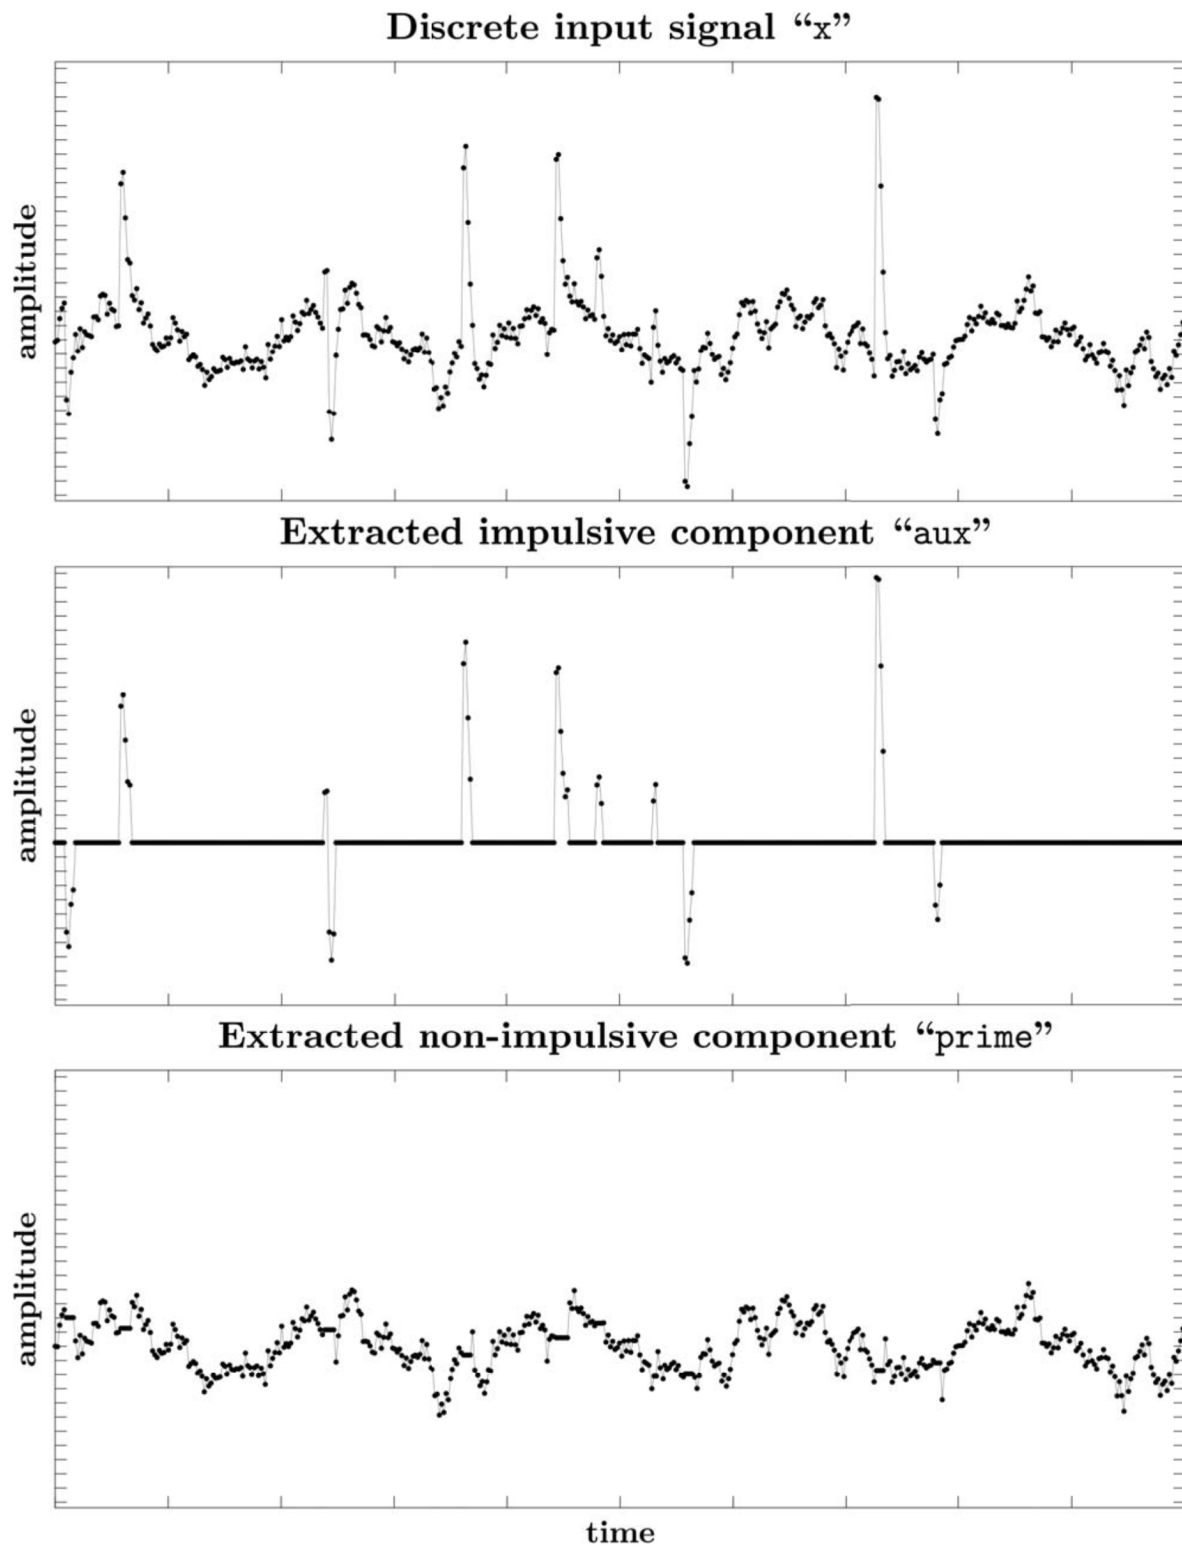 Discrete input signal “x”
amplitude
Extracted impulsive component “aux”
amplitude
Extracted non-impulsive component “prime”
amplitude
time